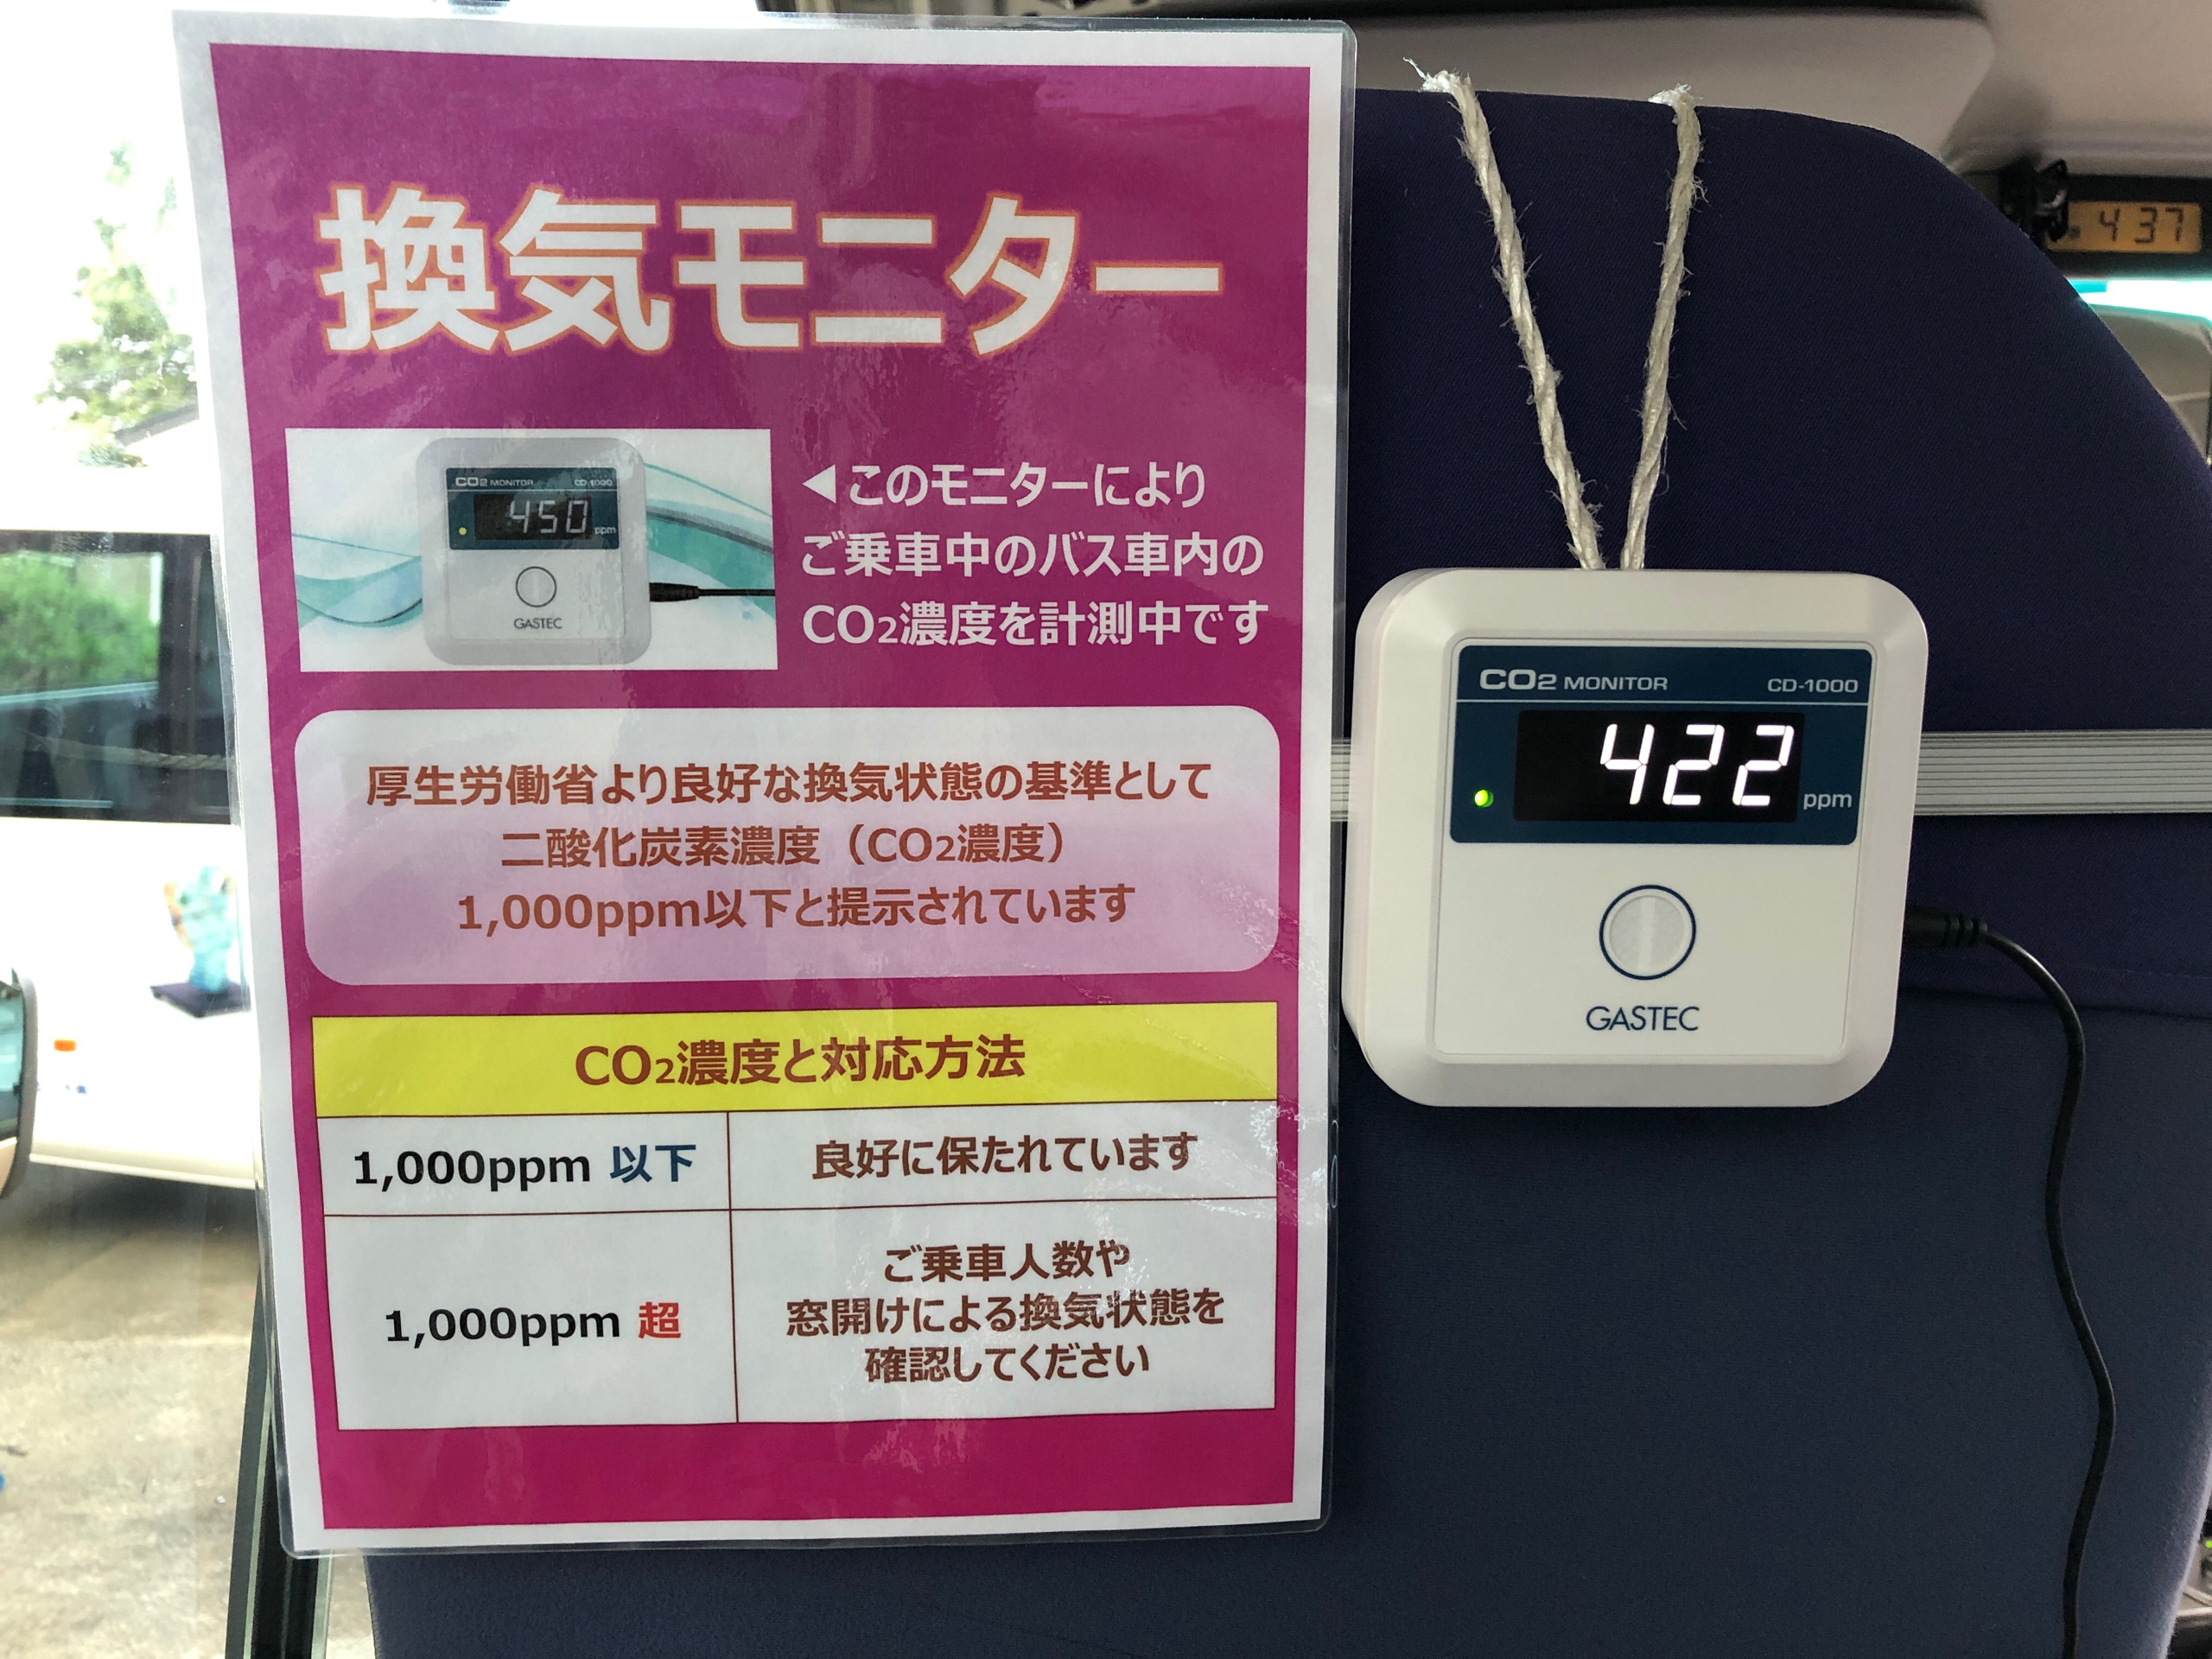 換気モニター
CO2 MONITOR CD-1000
450 ppm
GASTEC
◀このモニターにより
ご乗車中のバス車内の
CO2濃度を計測中です
厚生労働省より良好な換気状態の基準として
二酸化炭素濃度（CO2濃度）
1,000ppm以下と提示されています
CO2濃度と対応方法
1,000ppm 以下
良好に保たれています
1,000ppm 超
ご乗車人数や
窓開けによる換気状態を
確認してください
CO2 MONITOR CD-1000
422 ppm
GASTEC
4 37